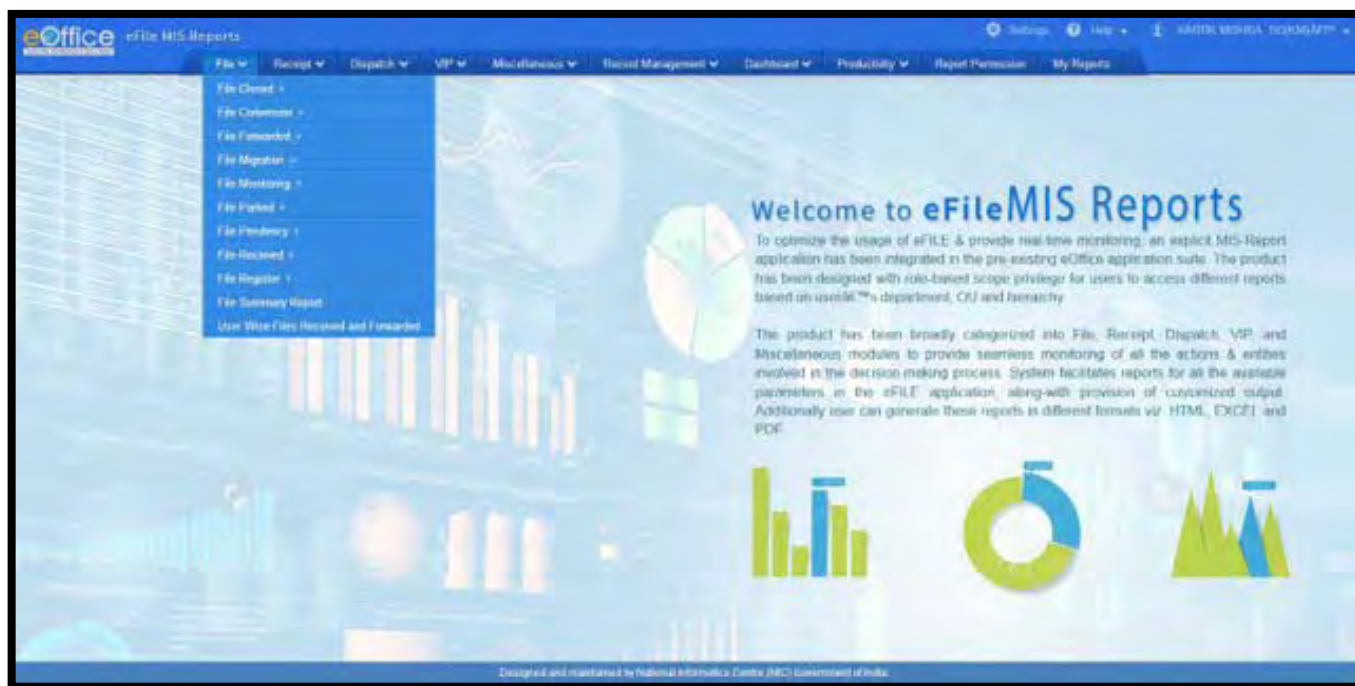 eOffice eFile MIS Reports
Settings Help
File Receipt Dispatch VIP Miscellaneous Record Management Dashboard Productivity Report Permission My Reports
File Closed
File Conversion
File Forwarded
File Migration
File Monitoring
File Parked
File Pendency
File Received
File Register
File Summary Report
User Wise Files Received and Forwarded
Welcome to eFileMIS Reports
To optimize the usage of eFILE & provide real-time monitoring, an explicit MIS-Report
application has been integrated in the pre-existing eOffice application suite. The product
has been designed with role-based scope privilege for users to access different reports
based on userâ€™s department, OU and hierarchy.
The product has been broadly categorized into File, Receipt, Dispatch, VIP, and
Miscellaneous modules to provide seamless monitoring of all the actions & entities
involved in the decision making process. System facilitates reports for all the available
parameters in the eFILE application, along-with provision of customized output.
Additionally user can generate these reports in different formats viz. HTML, EXCEL and
PDF
Designed and maintained by National Informatics Centre (NIC) Government of India.